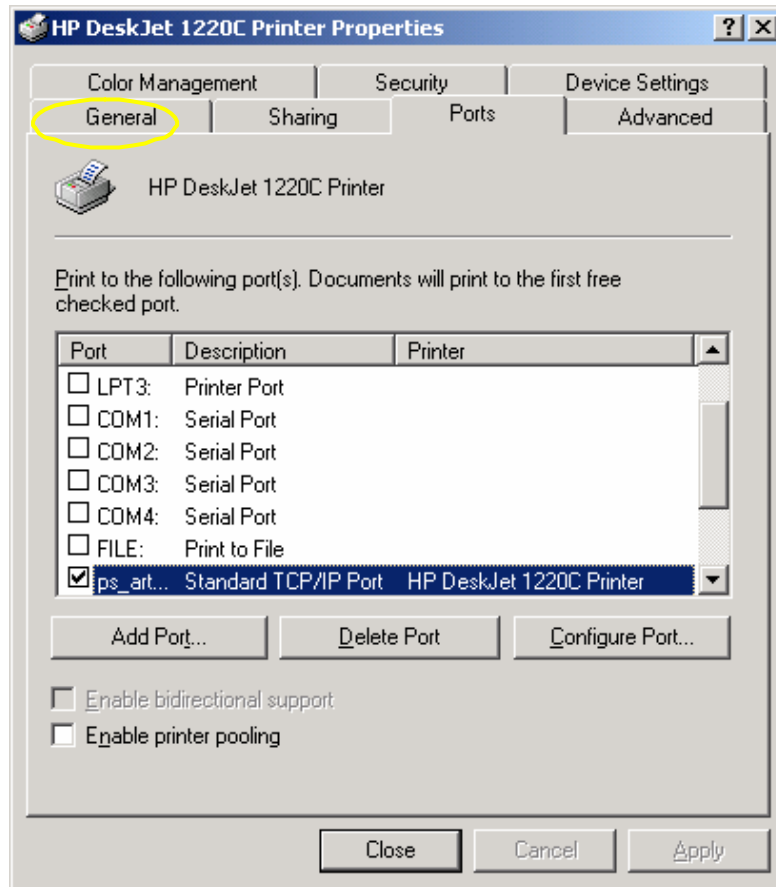 HP DeskJet 1220C Printer Properties
Color Management Security Device Settings
General Sharing Ports Advanced
HP DeskJet 1220C Printer
Print to the following port(s). Documents will print to the first free
checked port.
Port Description Printer
LPT3: Printer Port
COM1: Serial Port
COM2: Serial Port
COM3: Serial Port
COM4: Serial Port
FILE: Print to File
ps_art... Standard TCP/IP Port HP DeskJet 1220C Printer
Add Port... Delete Port Configure Port...
Enable bidirectional support
Enable printer pooling
Close Cancel Apply